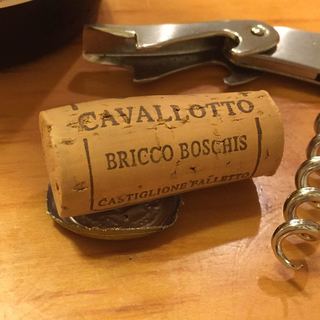 CAVALLOTTO
BRICCO BOSCHIS
CASTIGLIONE FALLETTO